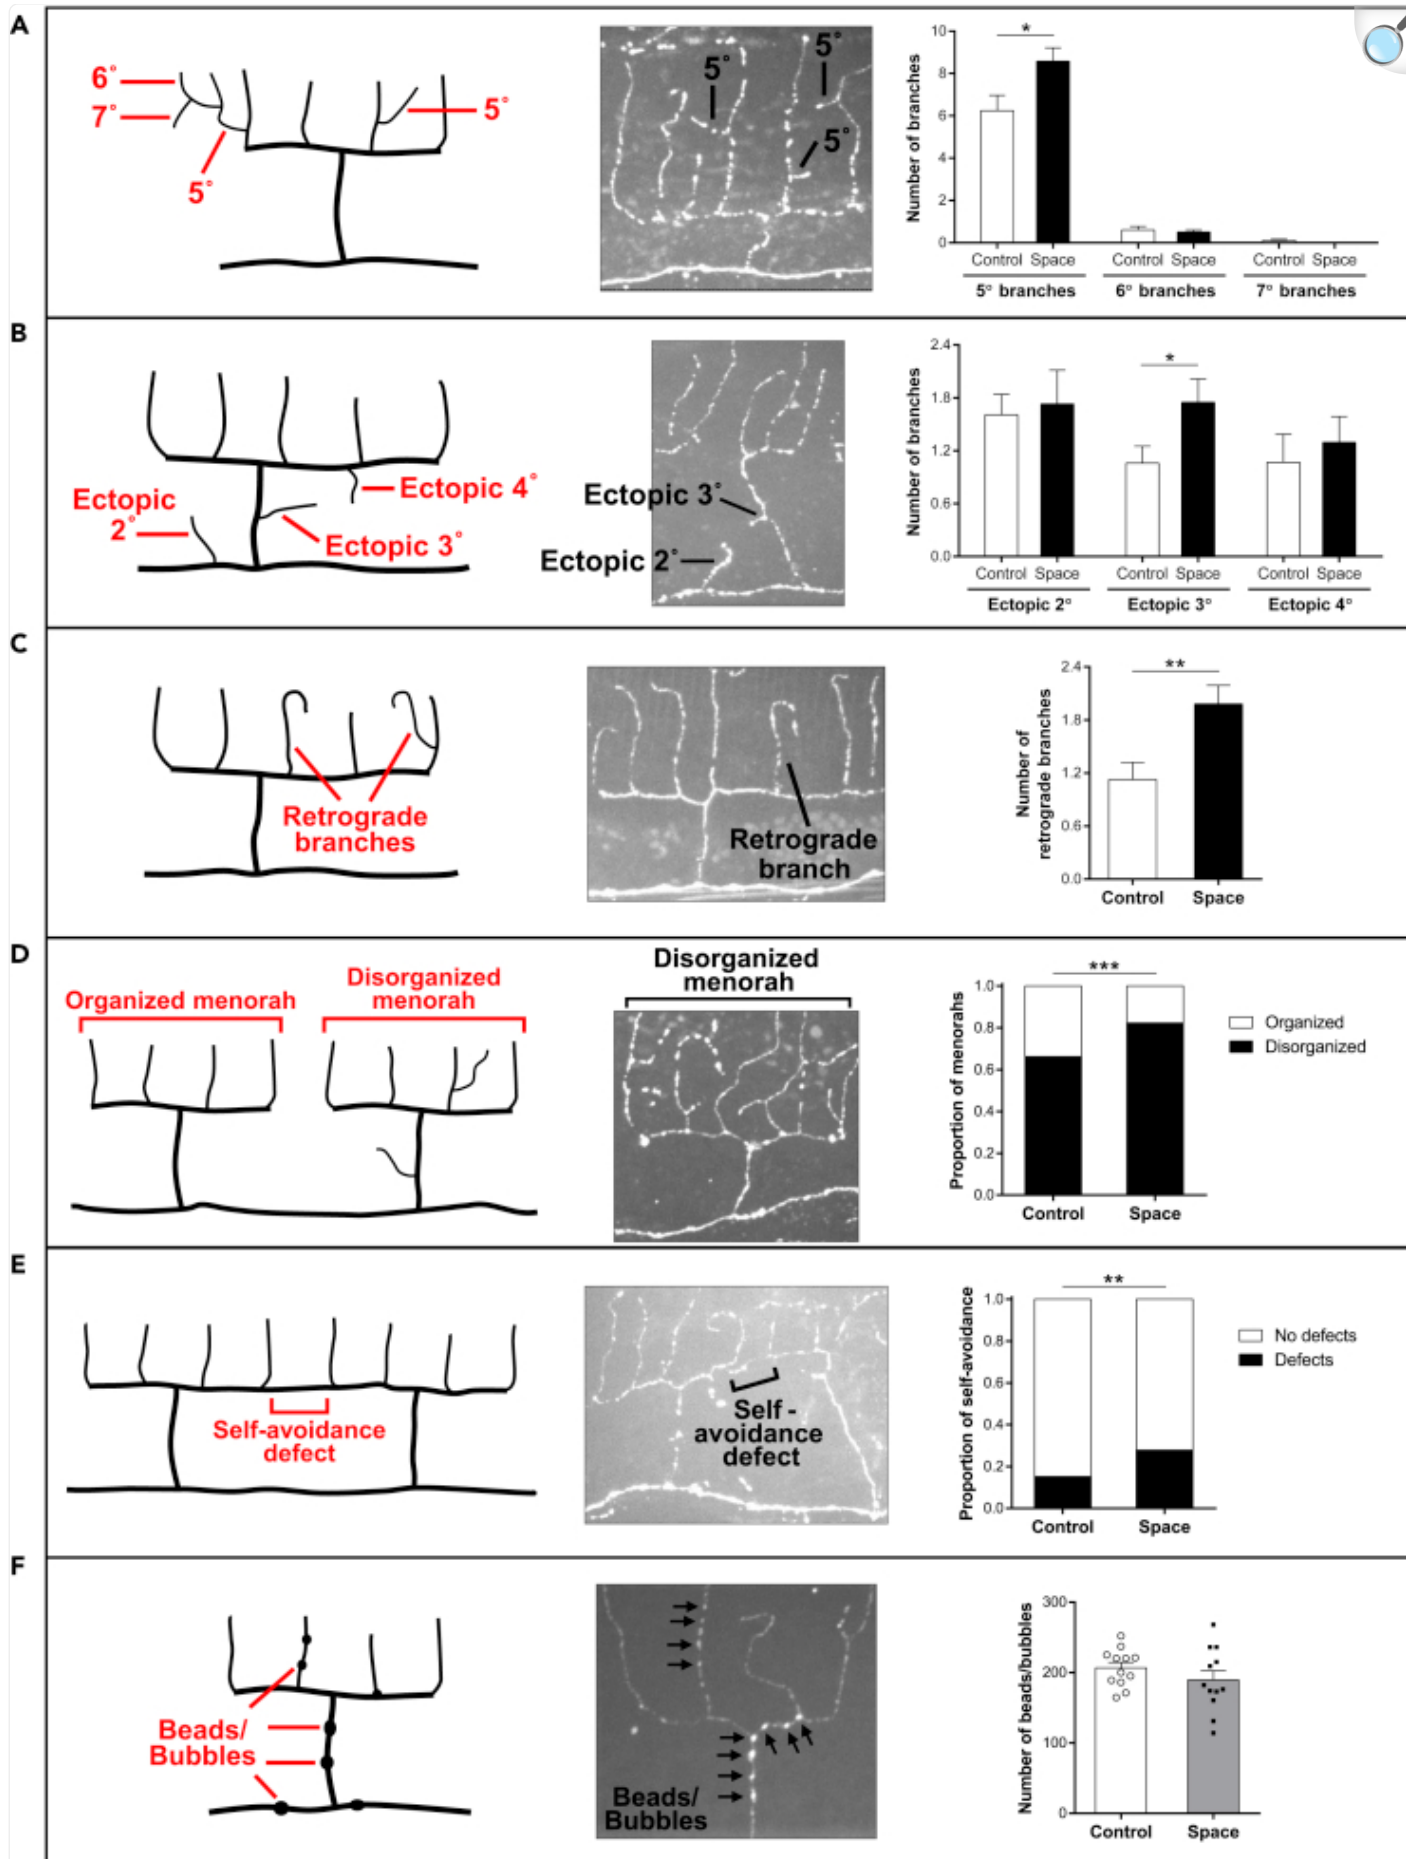 A
6°
7°
5°
5°
5°
5°
5°
Number of branches
10
8
6
4
2
0
*
Control Space Control Space Control Space
5° branches 6° branches 7° branches
B
Ectopic
2°
Ectopic 4°
Ectopic 3°
Ectopic 3°
Ectopic 2°
Number of branches
2.4
1.8
1.2
0.6
0.0
*
Control Space Control Space Control Space
Ectopic 2° Ectopic 3° Ectopic 4°
C
Retrograde
branches
Retrograde
branch
Number of
retrograde branches
2.4
1.8
1.2
0.6
0.0
**
Control Space
D
Organized menorah
Disorganized
menorah
Disorganized
menorah
Proportion of menorahs
1.0
0.8
0.6
0.4
0.2
0.0
***
Control Space
Organized
Disorganized
E
Self-avoidance
defect
Self -
avoidance
defect
Proportion of self-avoidance
1.0
0.8
0.6
0.4
0.2
0.0
**
Control Space
No defects
Defects
F
Beads/
Bubbles
Beads/
Bubbles
Number of beads/bubbles
300
200
100
0
Control Space